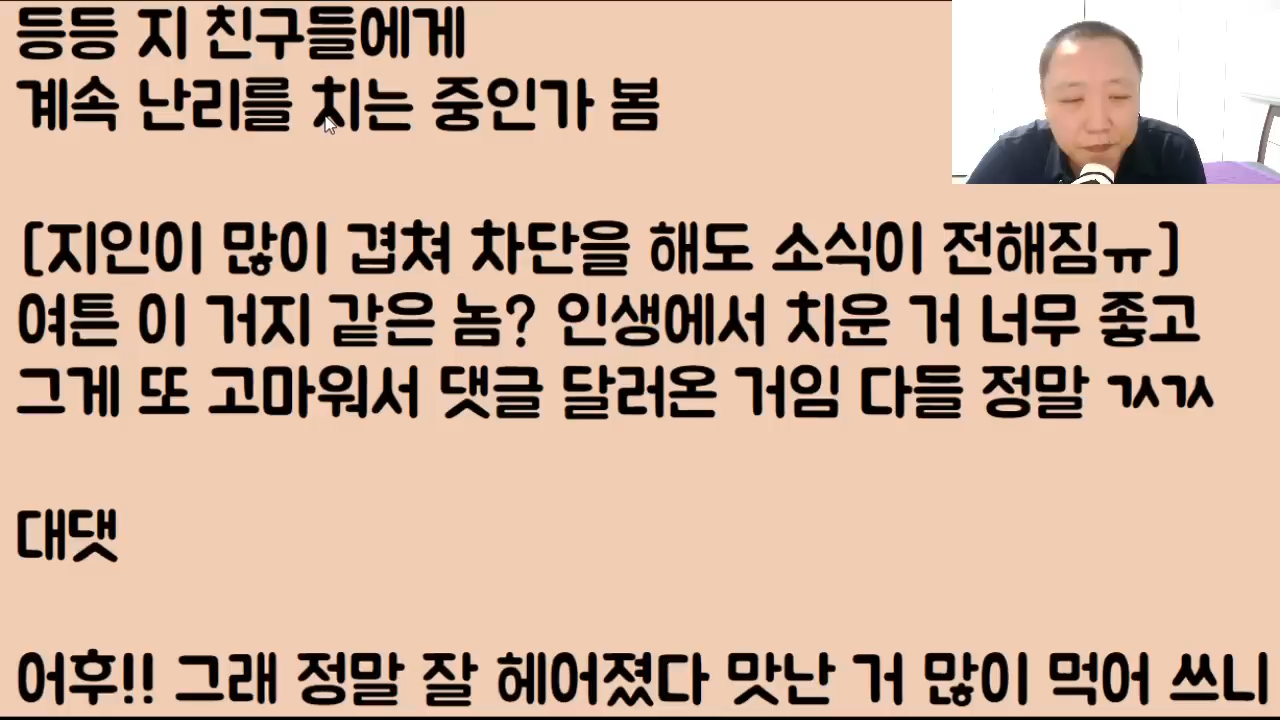 등등 지 친구들에게
계속 난리를 치는 중인가 봄
[지인이 많이 겹쳐 차단을 해도 소식이 전해짐ㅠ]
여튼 이 거지 같은 놈? 인생에서 치운 거 너무 좋고
그게 또 고마워서 댓글 달러온 거임 다들 정말 ㄳㄳ
대댓
어후!! 그래 정말 잘 헤어졌다 맛난 거 많이 먹어 쓰니